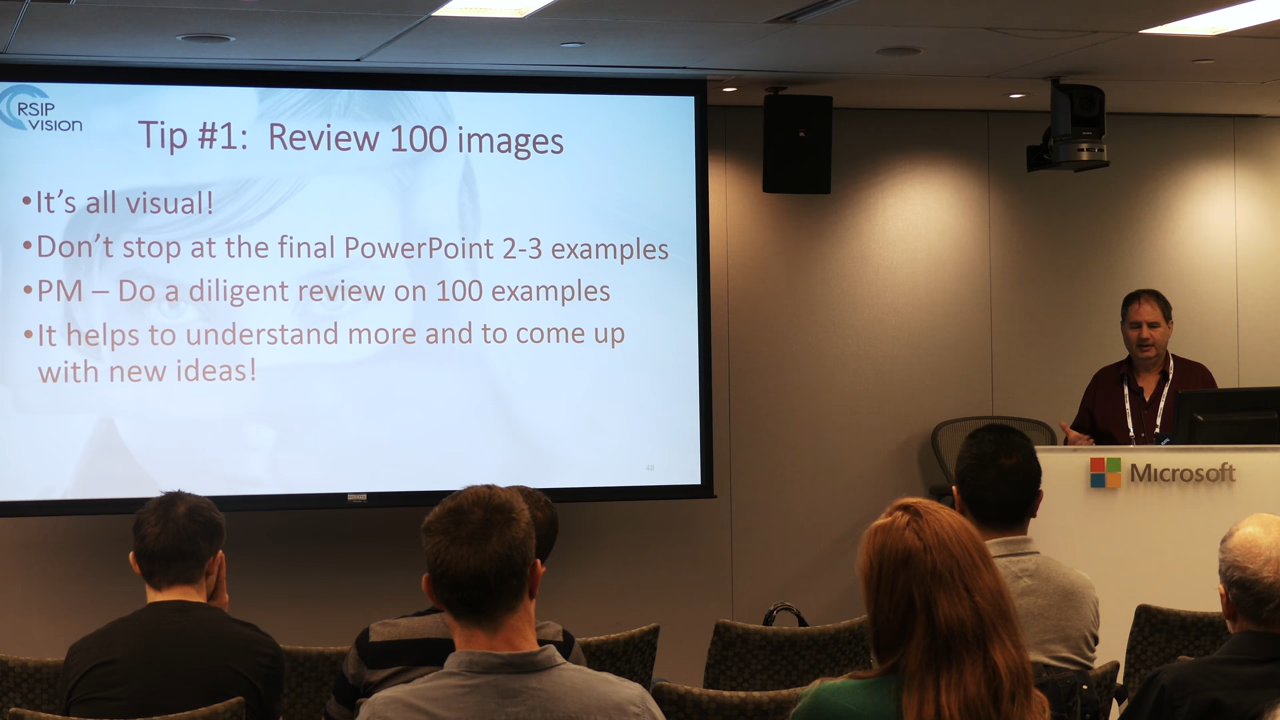 RSIP
VISION
Tip #1: Review 100 images
•It's all visual!
•Don't stop at the final PowerPoint 2-3 examples
•PM – Do a diligent review on 100 examples
•It helps to understand more and to come up
with new ideas!
48
Microsoft